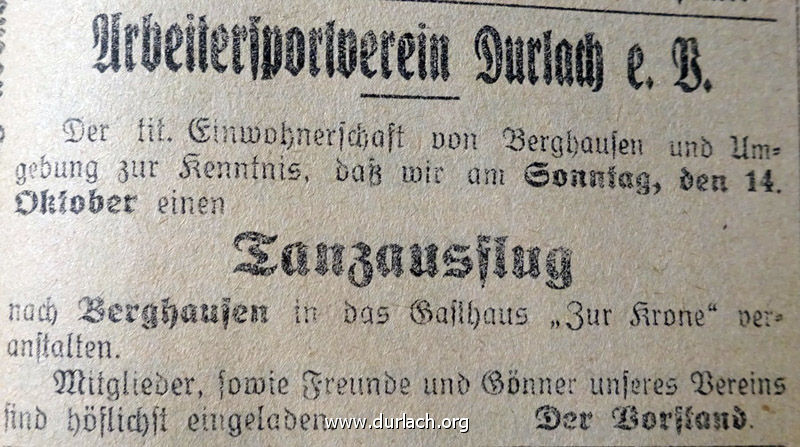 Arbeitersportverein Durlach e. V.
Der tit. Einwohnerschaft von Berghausen und Um-
gebung zur Kenntnis, daß wir am Sonntag, den 14.
Oktober einen
Tanzausflug
nach Berghausen in das Gasthaus „Zur Krone“ ver-
anstalten.
Mitglieder, sowie Freunde und Gönner unseres Vereins
sind höflichst eingeladen. Der Vorstand.
www.durlach.org